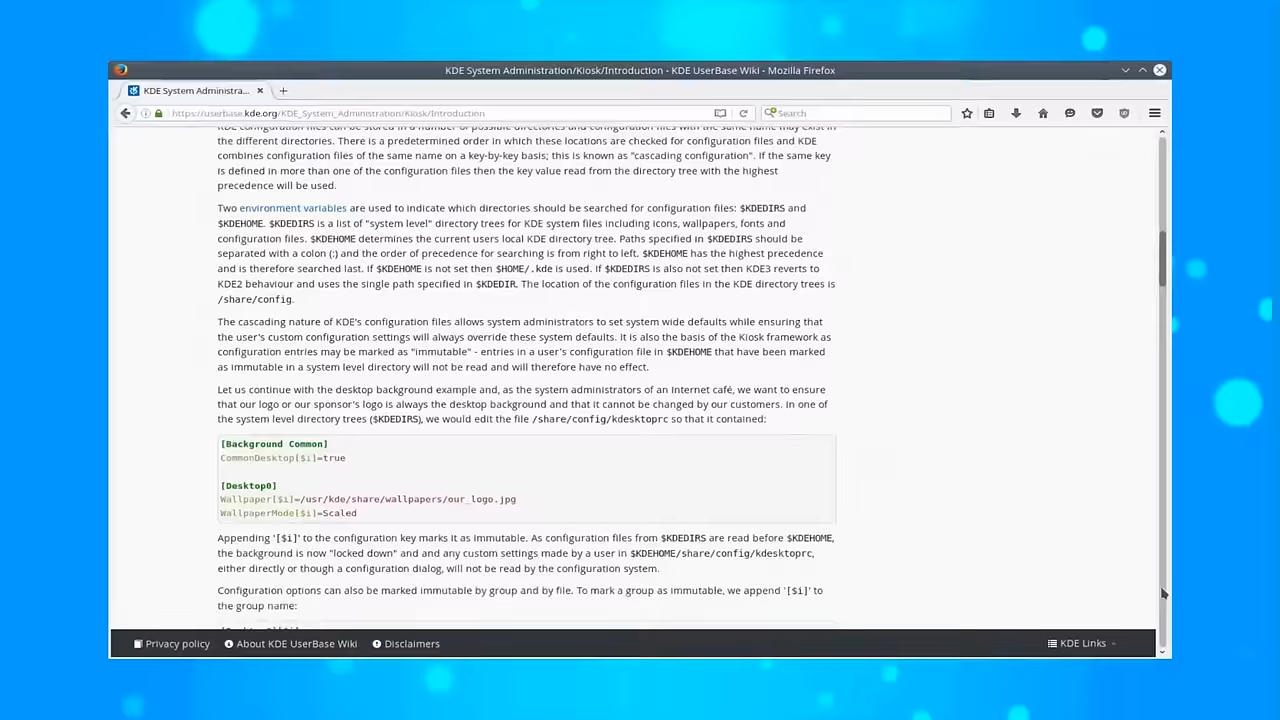 KDE System Administration/Kiosk/Introduction - KDE UserBase Wiki - Mozilla Firefox
KDE System Administra...
https://userbase.kde.org/KDE_System_Administration/Kiosk/Introduction
Search
KDE configuration files can be stored in a number of possible directories and configuration files with the same name may exist in
the different directories. There is a predetermined order in which these locations are checked for configuration files and KDE
combines configuration files of the same name on a key-by-key basis; this is known as "cascading configuration". If the same key
is defined in more than one of the configuration files then the key value read from the directory tree with the highest
precedence will be used.
Two environment variables are used to indicate which directories should be searched for configuration files: $KDEDIRS and
$KDEHOME. $KDEDIRS is a list of "system level" directory trees for KDE system files including icons, wallpapers, fonts and
configuration files. $KDEHOME determines the current users local KDE directory tree. Paths specified in $KDEDIRS should be
separated with a colon (:) and the order of precedence for searching is from right to left. $KDEHOME has the highest precedence
and is therefore searched last. If $KDEHOME is not set then $HOME/.kde is used. If $KDEDIRS is also not set then KDE3 reverts to
KDE2 behaviour and uses the single path specified in $KDEDIR. The location of the configuration files in the KDE directory trees is
/share/config.
The cascading nature of KDE's configuration files allows system administrators to set system wide defaults while ensuring that
the user's custom configuration settings will always override these system defaults. It is also the basis of the Kiosk framework as
configuration entries may be marked as "immutable" - entries in a user's configuration file in $KDEHOME that have been marked
as immutable in a system level directory will not be read and will therefore have no effect.
Let us continue with the desktop background example and, as the system administrators of an Internet café, we want to ensure
that our logo or our sponsor's logo is always the desktop background and that it cannot be changed by our customers. In one of
the system level directory trees ($KDEDIRS), we would edit the file /share/config/kdesktoprc so that it contained:
[Background Common]
CommonDesktop[$i]=true
[Desktop0]
Wallpaper[$i]=/usr/kde/share/wallpapers/our_logo.jpg
WallpaperMode[$i]=Scaled
Appending '[$i]' to the configuration key marks it as immutable. As configuration files from $KDEDIRS are read before $KDEHOME,
the background is now "locked down" and and any custom settings made by a user in $KDEHOME/share/config/kdesktoprc,
either directly or though a configuration dialog, will not be read by the configuration system.
Configuration options can also be marked immutable by group and by file. To mark a group as immutable, we append '[$i]' to
the group name:
Privacy policy
About KDE UserBase Wiki
Disclaimers
KDE Links